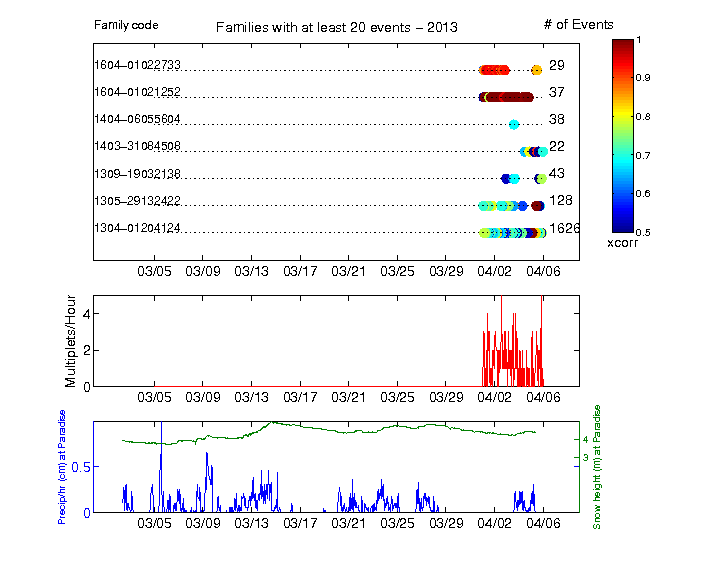 Family code
Families with at least 20 events – 2013
# of Events
1604–01022733 29
1604–01021252 37
1404–06055604 38
1403–31084508 22
1309–19032138 43
1305–29132422 128
1304–01204124 1626
03/05 03/09 03/13 03/17 03/21 03/25 03/29 04/02 04/06
1
0.9
0.8
0.7
0.6
0.5
xcorr
Multiplets/Hour
4
2
0
03/05 03/09 03/13 03/17 03/21 03/25 03/29 04/02 04/06
Precip/hr (cm) at Paradise
0.5
0
4
3
Snow height (m) at Paradise
03/05 03/09 03/13 03/17 03/21 03/25 03/29 04/02 04/06